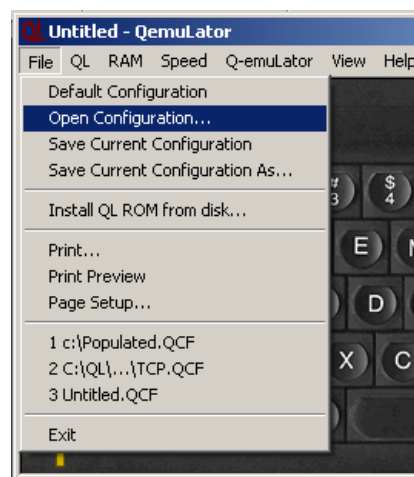 QL Untitled - QemuLator
File QL RAM Speed Q-emuLator View Help
Default Configuration
Open Configuration...
Save Current Configuration
Save Current Configuration As...
Install QL ROM from disk...
Print...
Print Preview
Page Setup...
1 c:\Populated.QCF
2 C:\QL\...\TCP.QCF
3 Untitled.QCF
Exit
# $
3 4
E
D
X C